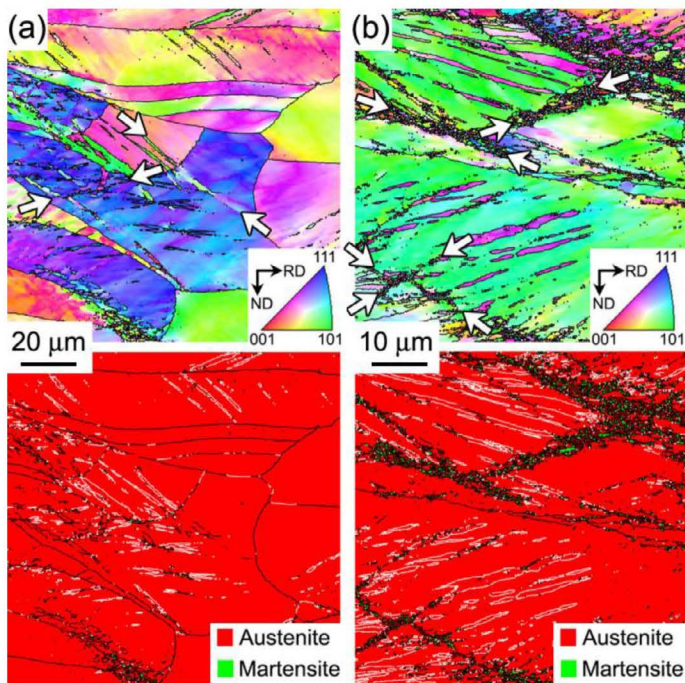 (a)
(b)
111
RD
ND
001
101
111
RD
ND
001
101
20 µm
10 µm
Austenite
Martensite
Austenite
Martensite